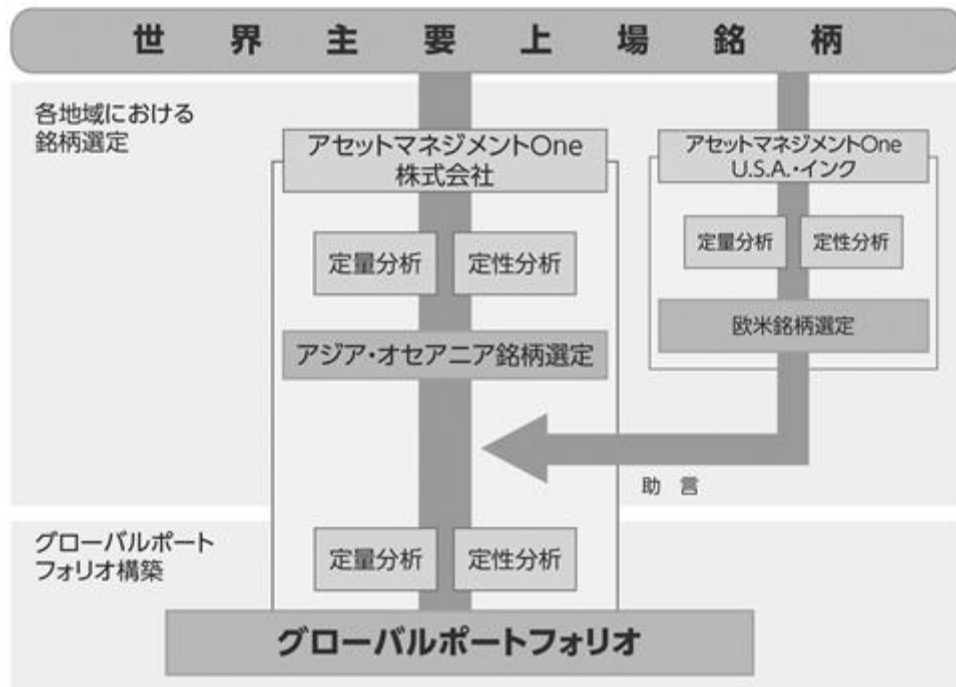 世界主要上場銘柄
各地域における
銘柄選定
アセットマネジメントOne
株式会社
定量分析
定性分析
アジア・オセアニア銘柄選定
アセットマネジメントOne
U.S.A.・インク
定量分析
定性分析
欧米銘柄選定
助言
グローバルポート
フォリオ構築
定量分析
定性分析
グローバルポートフォリオ